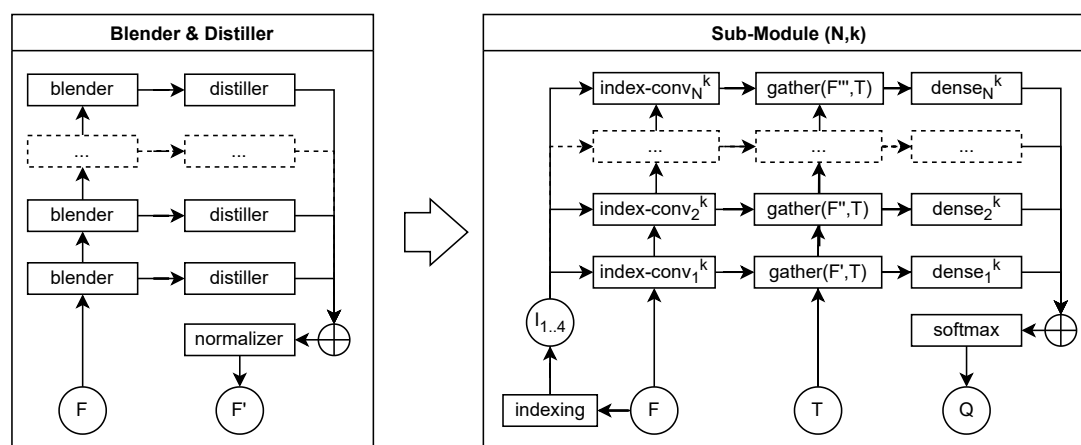 Blender & Distiller
blender distiller
... ...
blender distiller
blender distiller
normalizer
F F'
Sub-Module (N,k)
index-conv_N^k gather(F''',T) dense_N^k
... ... ...
index-conv_2^k gather(F'',T) dense_2^k
index-conv_1^k gather(F',T) dense_1^k
I_1..4 softmax
indexing F T Q